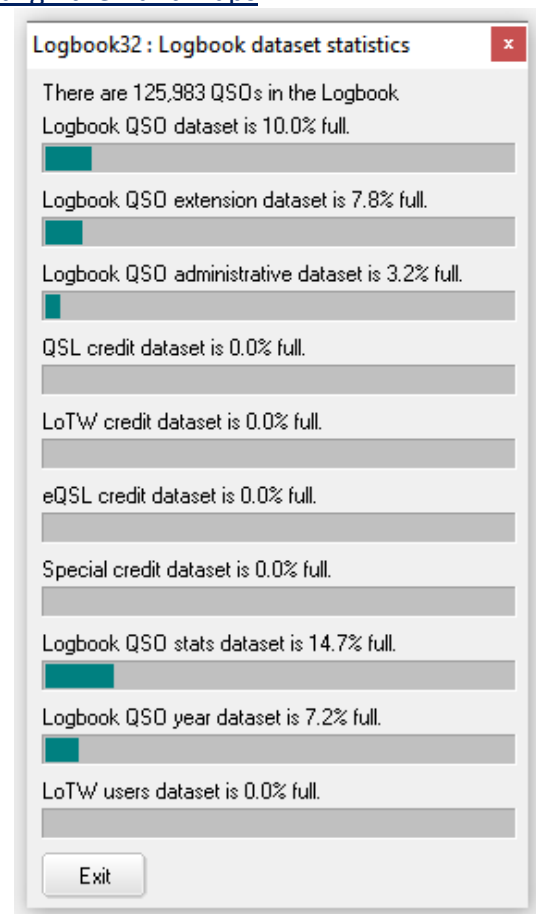 Logbook32 : Logbook dataset statistics
x
There are 125,983 QSOs in the Logbook
Logbook QSO dataset is 10.0% full.
Logbook QSO extension dataset is 7.8% full.
Logbook QSO administrative dataset is 3.2% full.
QSL credit dataset is 0.0% full.
LoTW credit dataset is 0.0% full.
eQSL credit dataset is 0.0% full.
Special credit dataset is 0.0% full.
Logbook QSO stats dataset is 14.7% full.
Logbook QSO year dataset is 7.2% full.
LoTW users dataset is 0.0% full.
Exit